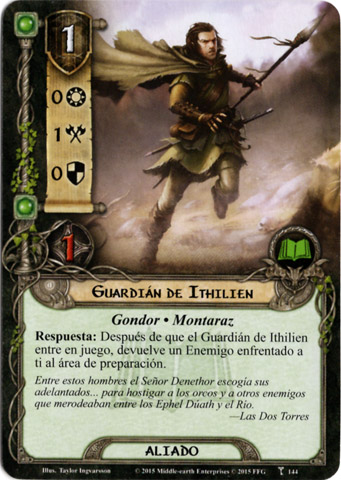 1
0
1
0
1
Guardián de Ithilien
Gondor • Montaraz
Respuesta: Después de que el Guardián de Ithilien
entre en juego, devuelve un Enemigo enfrentado a
ti al área de preparación.
Entre estos hombres el Señor Denethor escogía sus
adelantados... para hostigar a los orcos y a otros enemigos
que merodeaban entre los Ephel Dúath y el Río.
—Las Dos Torres
ALIADO
Illus. Taylor Ingvarsson © 2015 Middle-earth Enterprises © 2015 FFG 144